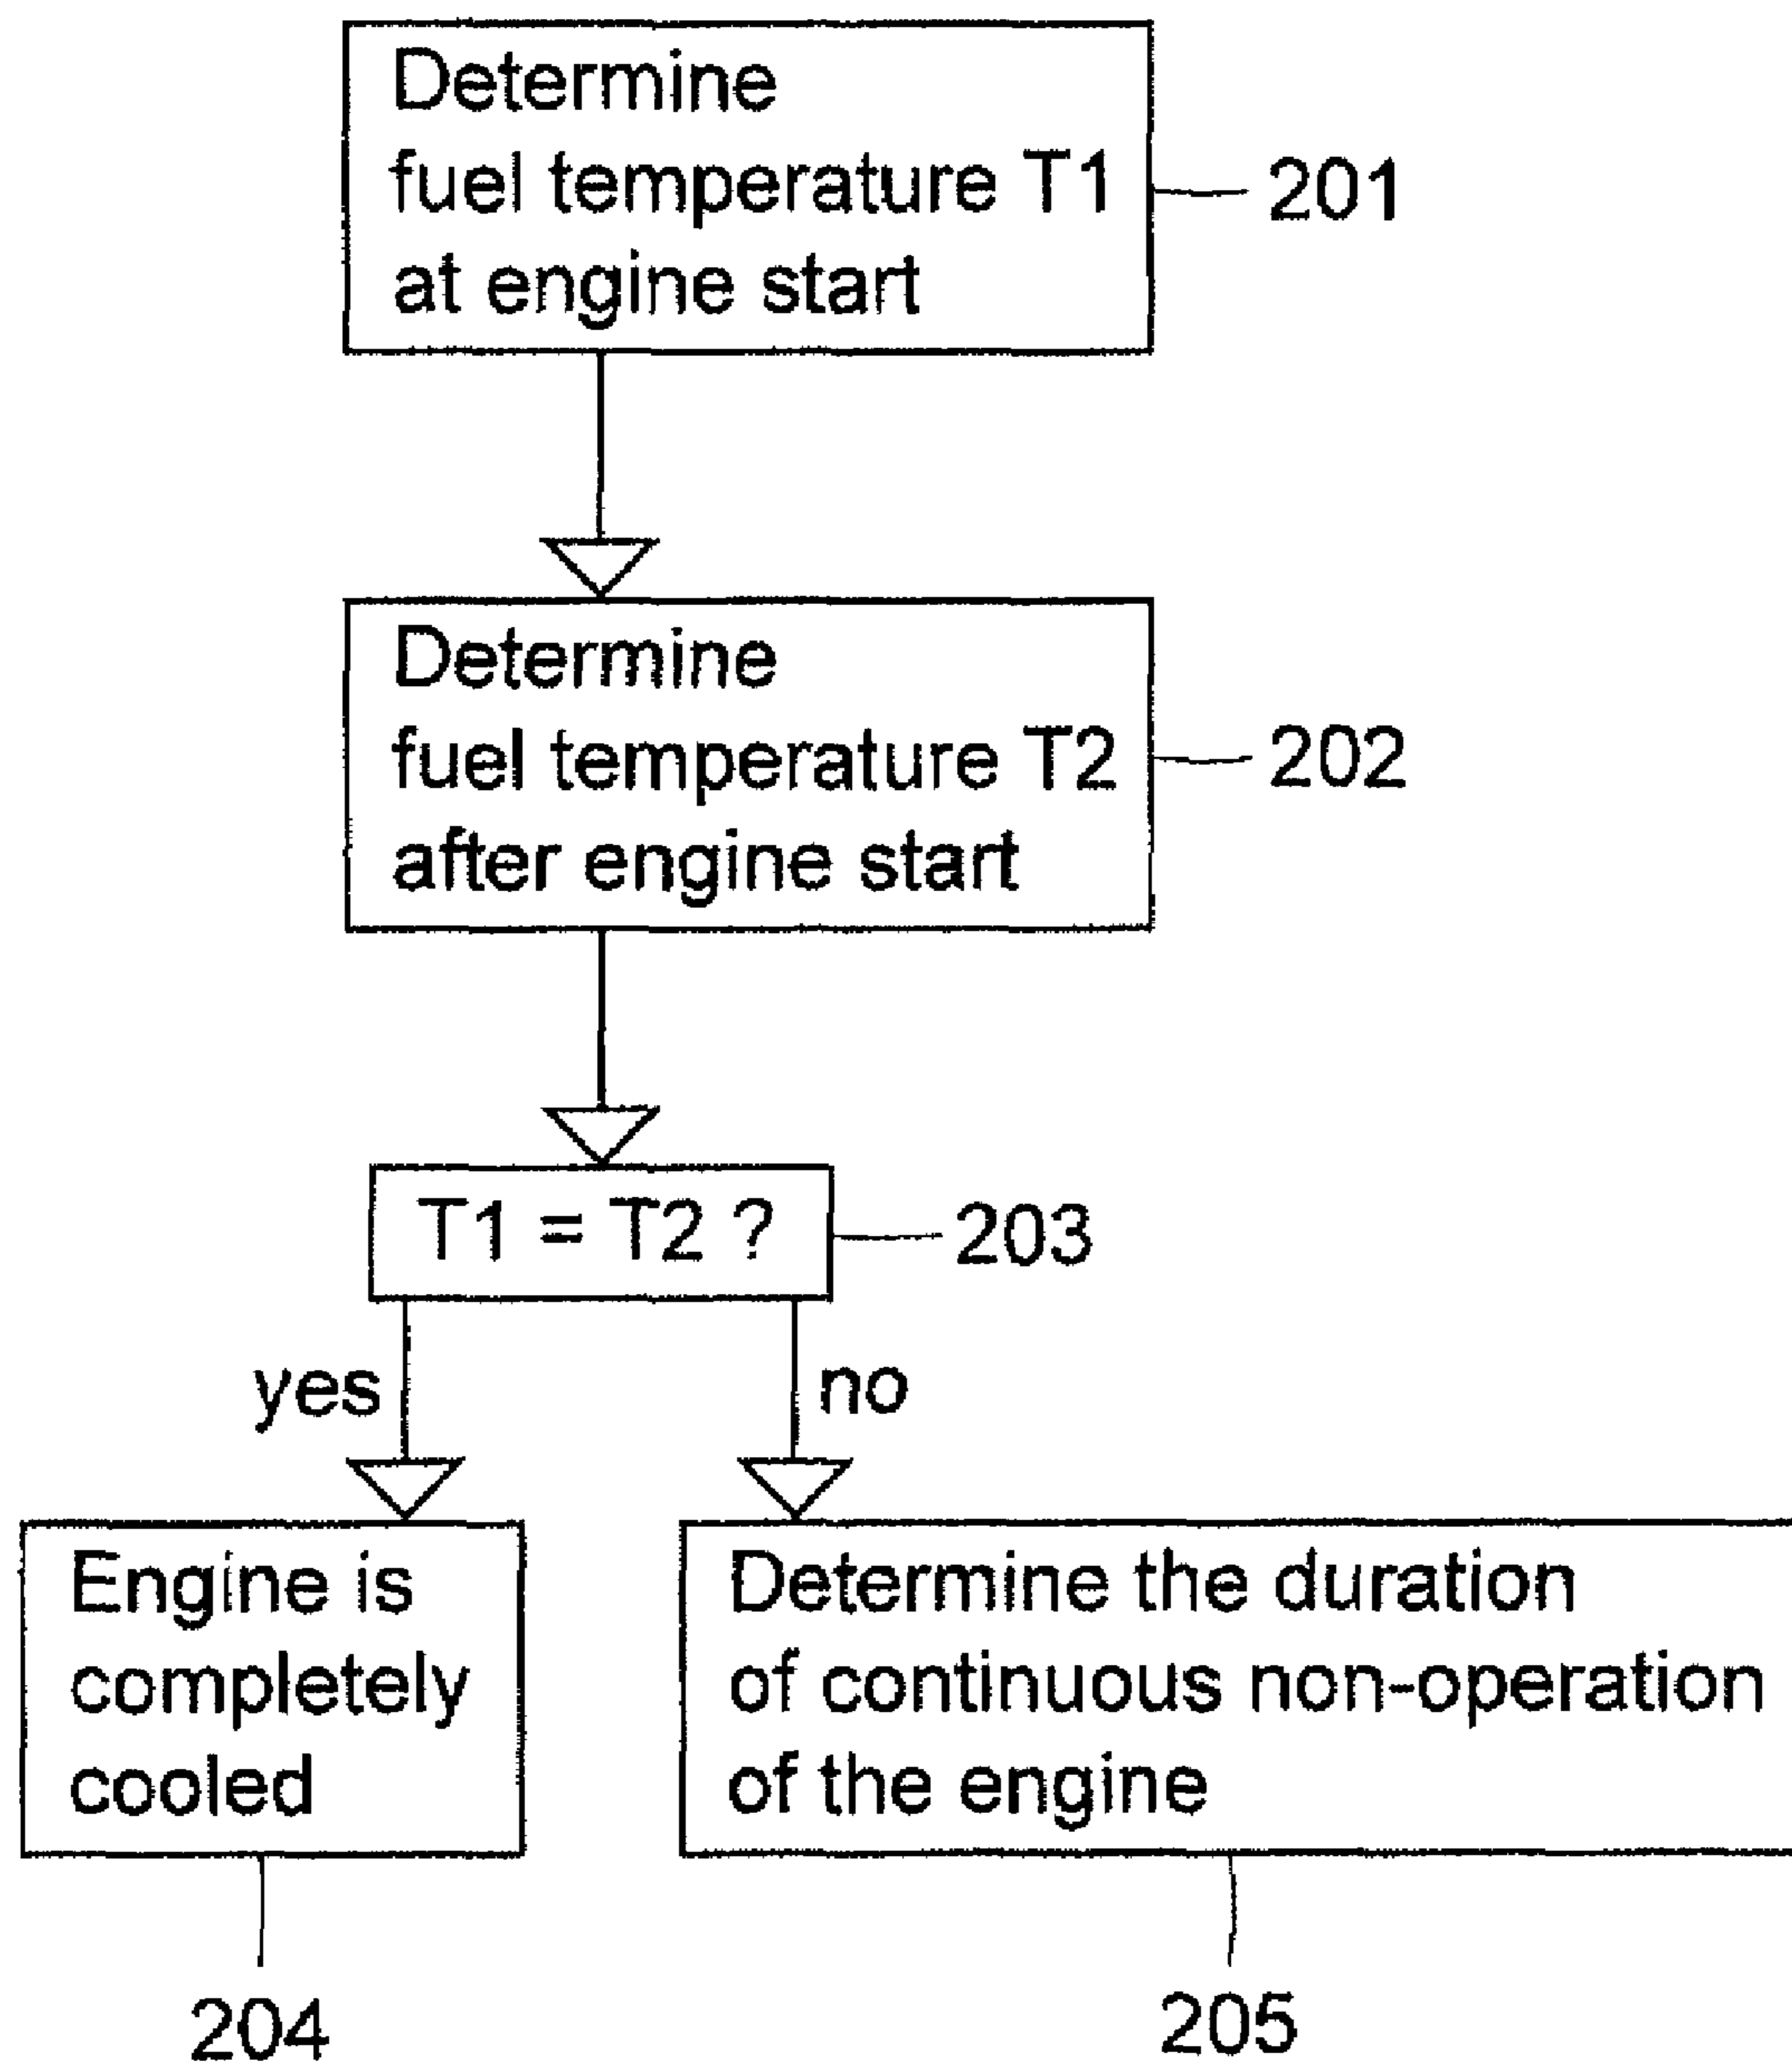 Determine
fuel temperature T1
at engine start
201
Determine
fuel temperature T2
after engine start
202
T1 = T2 ?
203
yes
no
Engine is
completely
cooled
Determine the duration
of continuous non-operation
of the engine
204
205